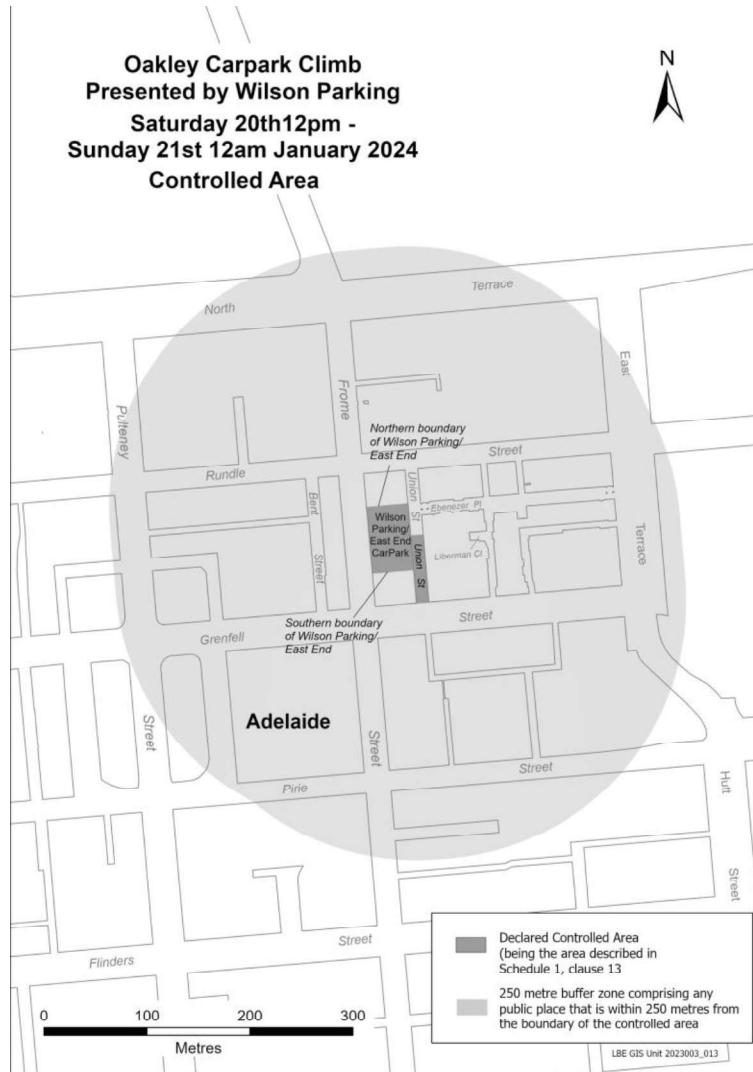 Oakley Carpark Climb
Presented by Wilson Parking
Saturday 20th12pm -
Sunday 21st 12am January 2024
Controlled Area
N
North
Terrace
East
Frome
Pulteney
Northern boundary
of Wilson Parking/
East End
Street
Rundle
Union St
Bent
Ebenezer Pl
Wilson
Parking/
East End
CarPark
Union St
Terrace
Liberman Cl
Street
Southern boundary
of Wilson Parking/
East End
Street
Grenfell
Adelaide
Street
Street
Street
Pirie
Hutt
Street
Street
Flinders
Declared Controlled Area
(being the area described in
Schedule 1, clause 13
250 metre buffer zone comprising any
public place that is within 250 metres from
the boundary of the controlled area
0 100 200 300
Metres
LBE GIS Unit 2023003_013